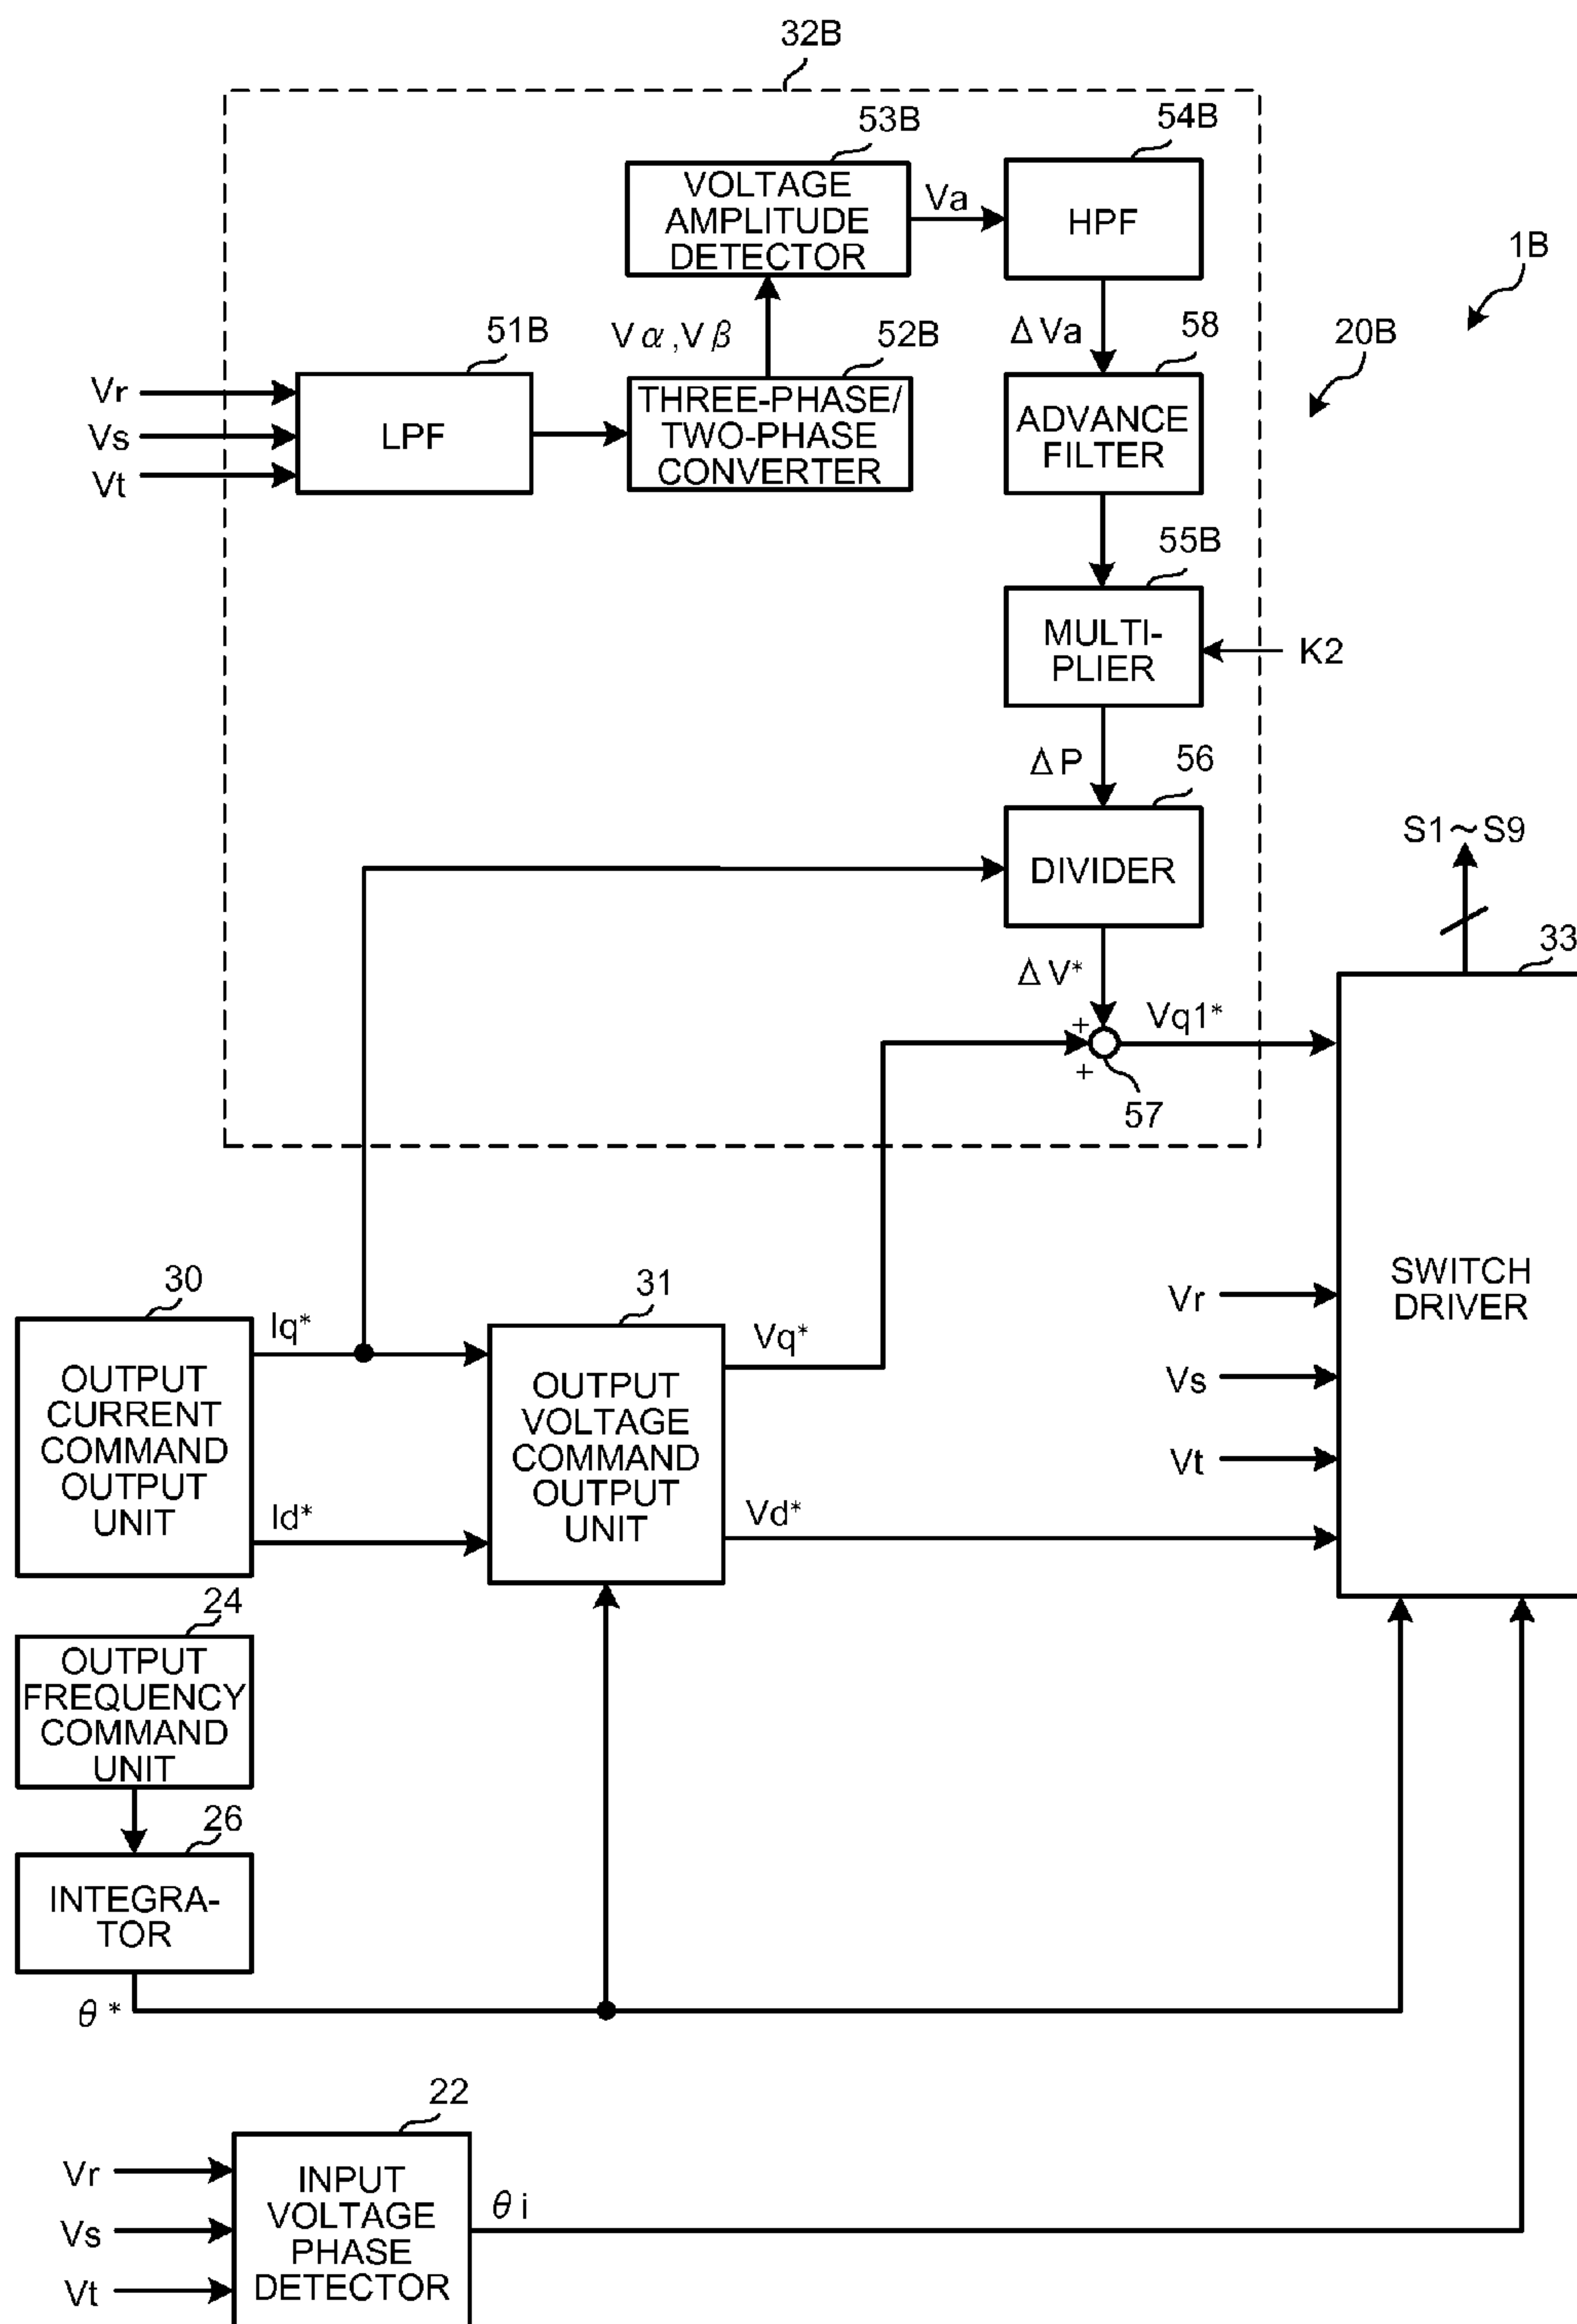 32B
53B
54B
VOLTAGE
AMPLITUDE
DETECTOR
Va
HPF
1B
51B
Vα,Vβ
52B
ΔVa
58
20B
Vr
Vs
Vt
LPF
THREE-PHASE/
TWO-PHASE
CONVERTER
ADVANCE
FILTER
55B
MULTI-
PLIER
K2
ΔP
56
DIVIDER
S1~S9
ΔV*
33
+
+
Vq1*
57
30
31
Iq*
Vq*
OUTPUT
CURRENT
COMMAND
OUTPUT
UNIT
OUTPUT
VOLTAGE
COMMAND
OUTPUT
UNIT
Id*
Vd*
Vr
Vs
Vt
SWITCH
DRIVER
24
OUTPUT
FREQUENCY
COMMAND
UNIT
26
INTEGRA-
TOR
θ*
22
Vr
Vs
Vt
INPUT
VOLTAGE
PHASE
DETECTOR
θi